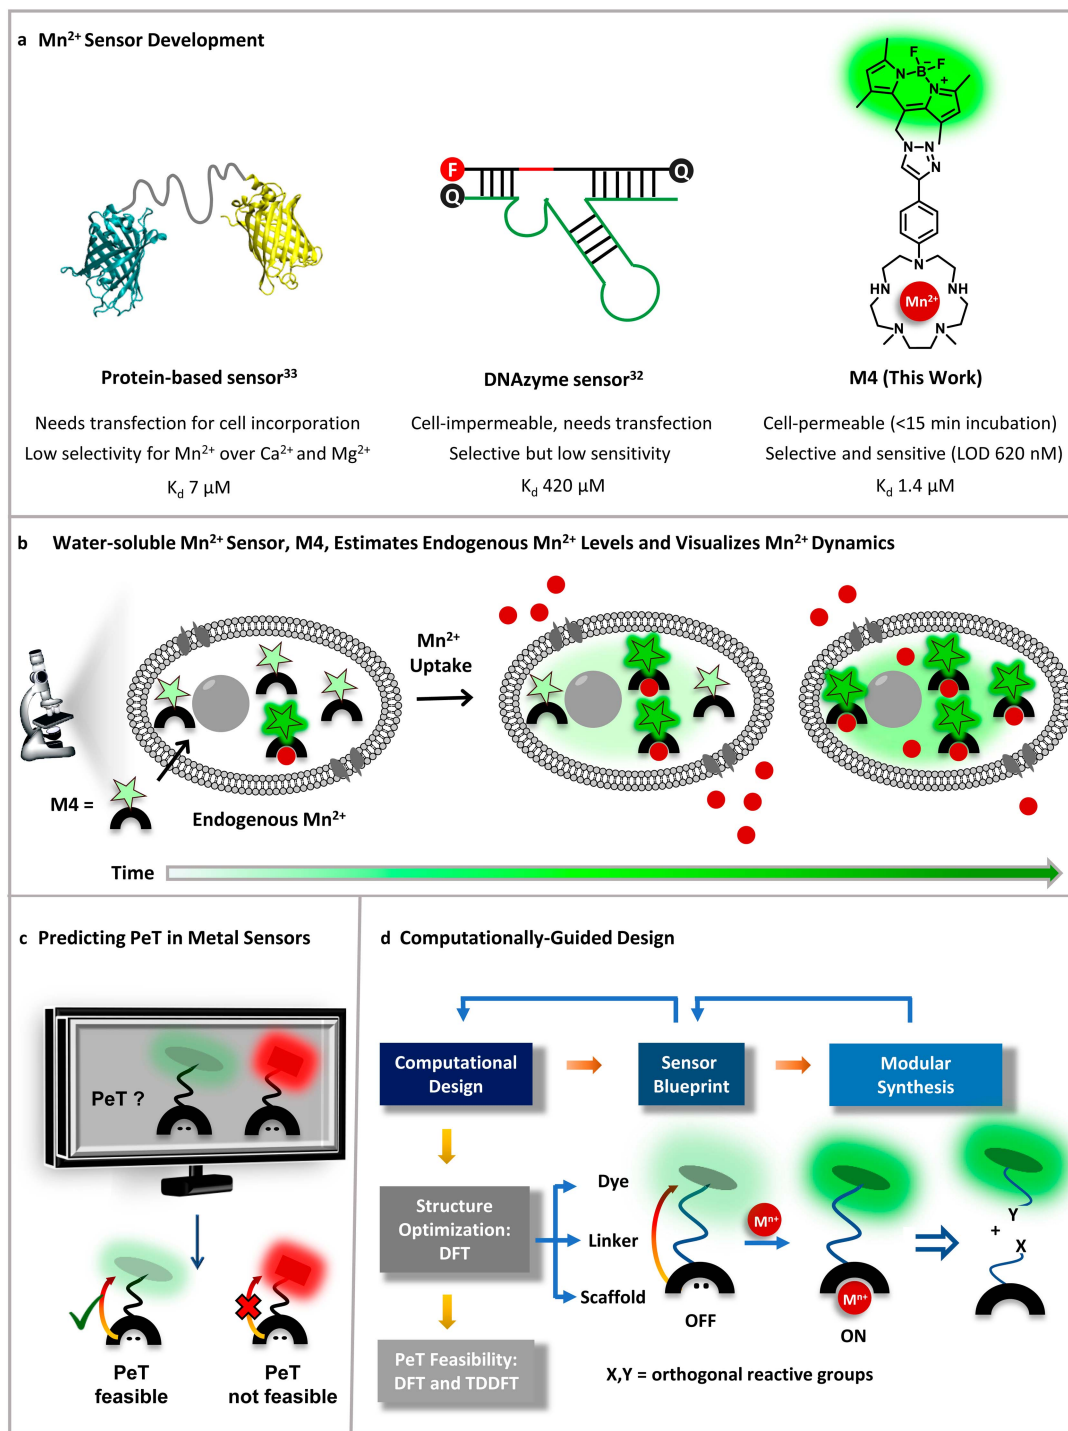 a Mn²⁺ Sensor Development
F
Q
Q
F
F
B⁻
N
N⁺
N
N
N
N
HN
HN
Mn²⁺
N
N
Protein-based sensor³³
DNAzyme sensor³²
M4 (This Work)
Needs transfection for cell incorporation
Low selectivity for Mn²⁺ over Ca²⁺ and Mg²⁺
K_d 7 µM
Cell-impermeable, needs transfection
Selective but low sensitivity
K_d 420 µM
Cell-permeable (<15 min incubation)
Selective and sensitive (LOD 620 nM)
K_d 1.4 µM
b Water-soluble Mn²⁺ Sensor, M4, Estimates Endogenous Mn²⁺ Levels and Visualizes Mn²⁺ Dynamics
Mn²⁺
Uptake
M4 =
Endogenous Mn²⁺
Time
c Predicting PeT in Metal Sensors
PeT ?
PeT
feasible
PeT
not feasible
d Computationally-Guided Design
Computational
Design
Sensor
Blueprint
Modular
Synthesis
Structure
Optimization:
DFT
Dye
Linker
Scaffold
PeT Feasibility:
DFT and TDDFT
OFF
Mⁿ⁺
Mⁿ⁺
ON
Y
+
X
X,Y = orthogonal reactive groups